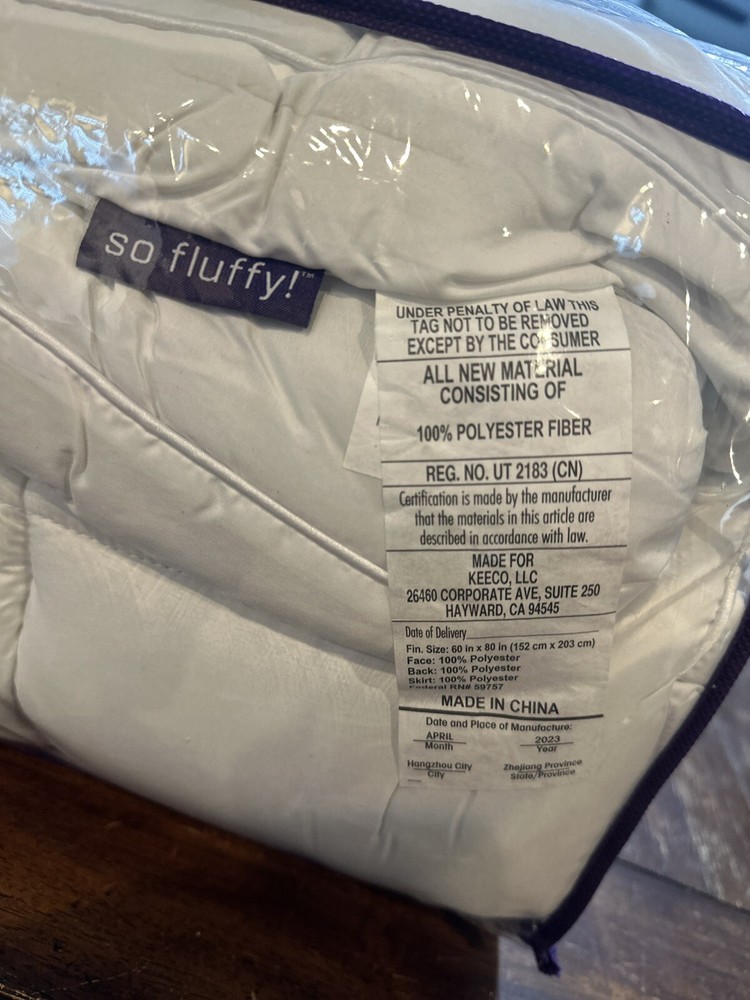 so fluffy!™
UNDER PENALTY OF LAW THIS
TAG NOT TO BE REMOVED
EXCEPT BY THE CONSUMER
ALL NEW MATERIAL
CONSISTING OF
100% POLYESTER FIBER
REG. NO. UT 2183 (CN)
Certification is made by the manufacturer
that the materials in this article are
described in accordance with law.
MADE FOR
KEECO, LLC
26460 CORPORATE AVE, SUITE 250
HAYWARD, CA 94545
Date of Delivery
Fin. Size: 60 in x 80 in (152 cm x 203 cm)
Face: 100% Polyester
Back: 100% Polyester
Skirt: 100% Polyester
Federal RN# 59757
MADE IN CHINA
Date and Place of Manufacture:
APRIL 2023
Month Year
Hangzhou City Zhejiang Province
City State/Province